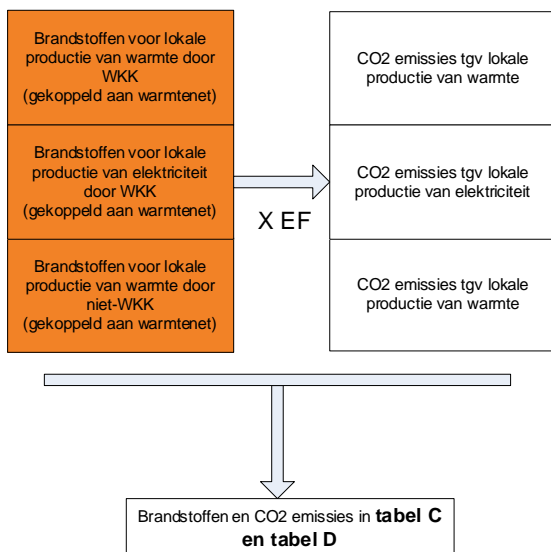 Brandstoffen voor lokale
productie van warmte door
WKK
(gekoppeld aan warmtenet)
CO2 emissies tgv lokale
productie van warmte
Brandstoffen voor lokale
productie van elektriciteit
door WKK
(gekoppeld aan warmtenet)
CO2 emissies tgv lokale
productie van elektriciteit
X EF
Brandstoffen voor lokale
productie van warmte door
niet-WKK
(gekoppeld aan warmtenet)
CO2 emissies tgv lokale
productie van warmte
Brandstoffen en CO2 emissies in tabel C
en tabel D